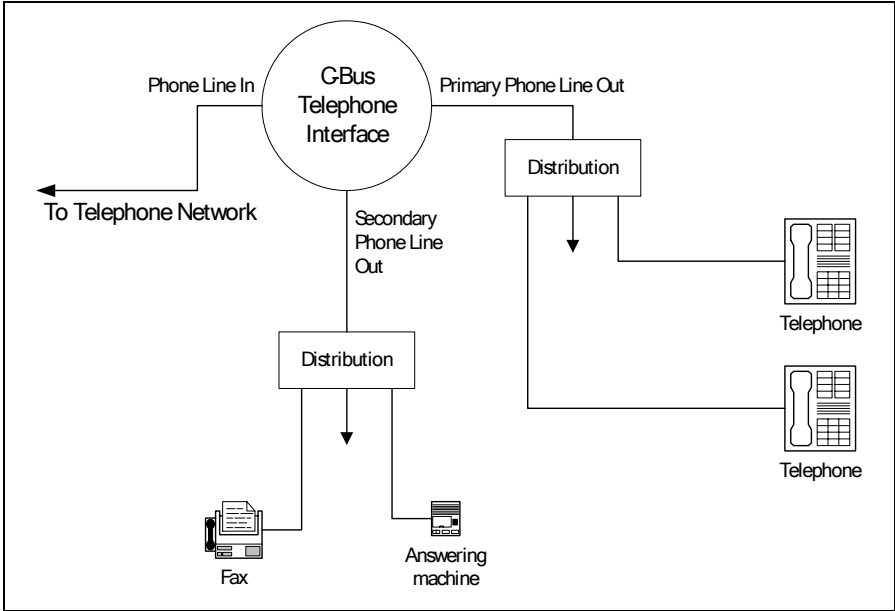 C-Bus
Telephone
Interface
Phone Line In
Primary Phone Line Out
Distribution
To Telephone Network
Secondary
Phone Line
Out
Telephone
Distribution
Telephone
Fax
Answering
machine